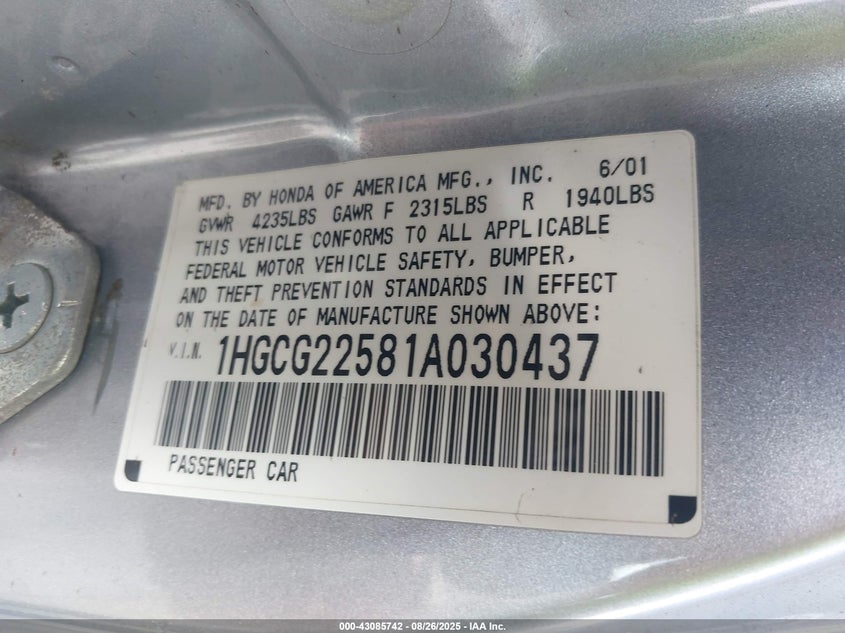 MFD. BY HONDA OF AMERICA MFG., INC. 6/01
GVWR 4235LBS GAWR F 2315LBS R 1940LBS
THIS VEHICLE CONFORMS TO ALL APPLICABLE
FEDERAL MOTOR VEHICLE SAFETY, BUMPER,
AND THEFT PREVENTION STANDARDS IN EFFECT
ON THE DATE OF MANUFACTURE SHOWN ABOVE:
V.I.N. 1HGCG22581A030437
PASSENGER CAR
000-43085742 | 08/26/2025 | IAA Inc.